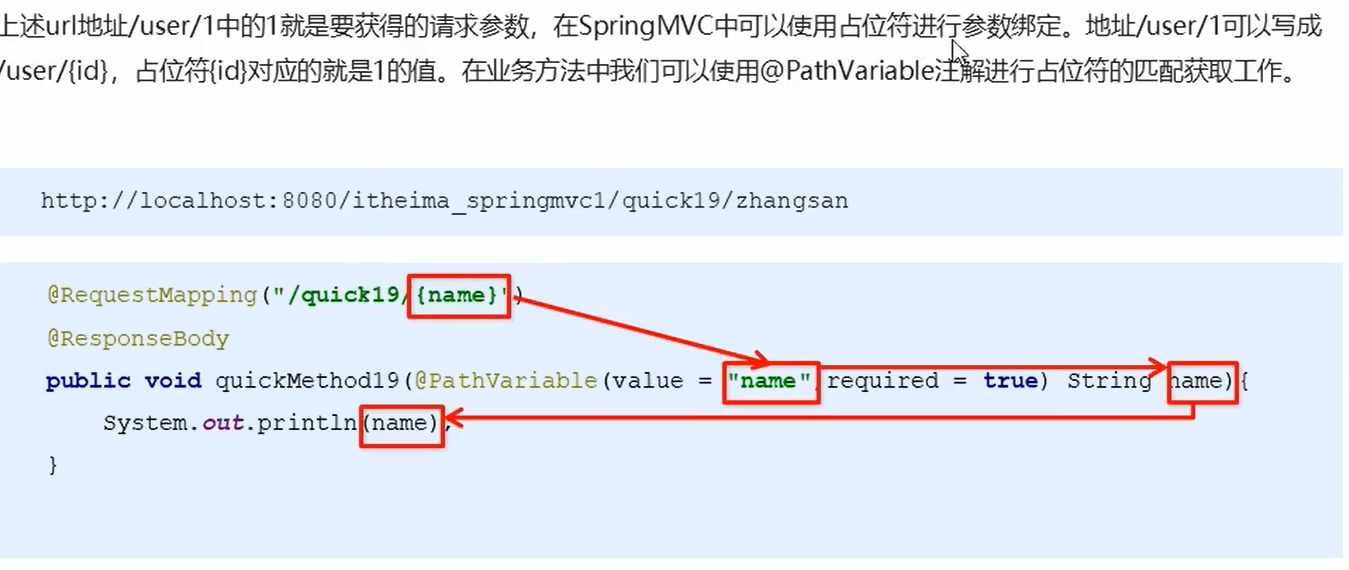 上述url地址/user/1中的1就是要获得的请求参数，在SpringMVC中可以使用占位符进行参数绑定。地址/user/1可以写成
/user/{id}，占位符{id}对应的就是1的值。在业务方法中我们可以使用@PathVariable注解进行占位符的匹配获取工作。
http://localhost:8080/itheima_springmvc1/quick19/zhangsan
@RequestMapping("/quick19/{name}")
@ResponseBody
public void quickMethod19(@PathVariable(value = "name",required = true) String name){
System.out.println(name);
}